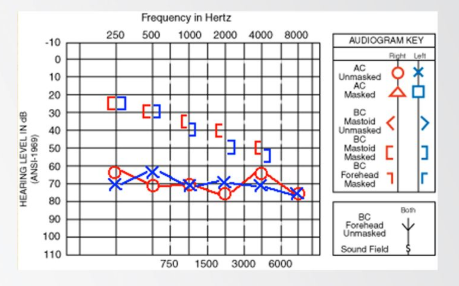 Frequency in Hertz
250 500 1000 2000 4000 8000
HEARING LEVEL IN dB
(ANSI-1969)
-10
0
10
20
30
40
50
60
70
80
90
100
110
750 1500 3000 6000
AUDIOGRAM KEY
Right Left
AC
Unmasked
AC
Masked
BC
Mastoid
Unmasked
BC
Mastoid
Masked
BC
Forehead
Masked
Both
BC
Forehead
Unmasked
Sound Field
S